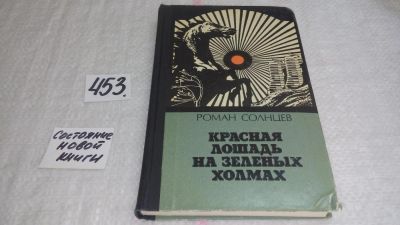 453.
Состояние
новой
книги
РОМАН СОЛНЦЕВ
КРАСНАЯ
ЛОШАДЬ
НА ЗЕЛЕНЫХ
ХОЛМАХ